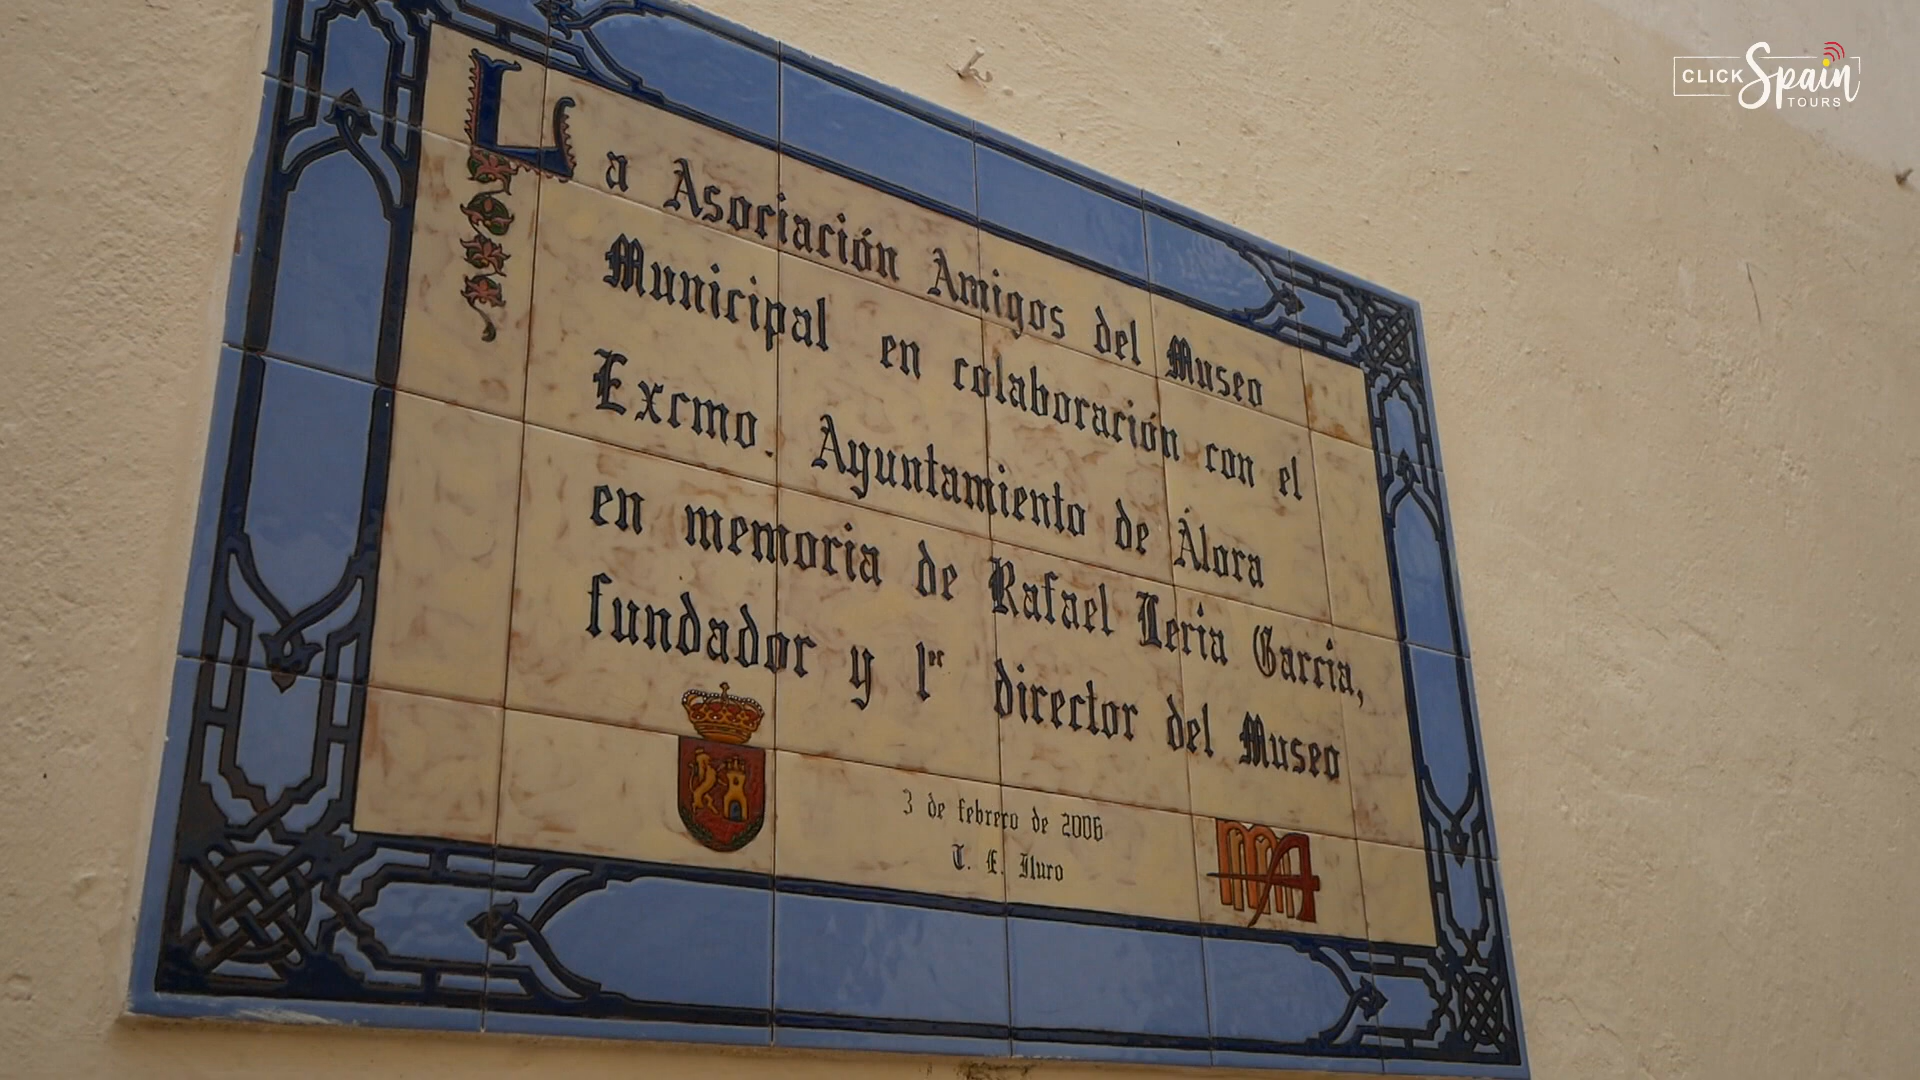 La Asociación Amigos del Museo
Municipal en colaboración con el
Excmo. Ayuntamiento de Álora
en memoria de Rafael Leria Garcia,
fundador y 1er director del Museo
3 de febrero de 2006
T. E. Iluro
CLICK Spain
TOURS